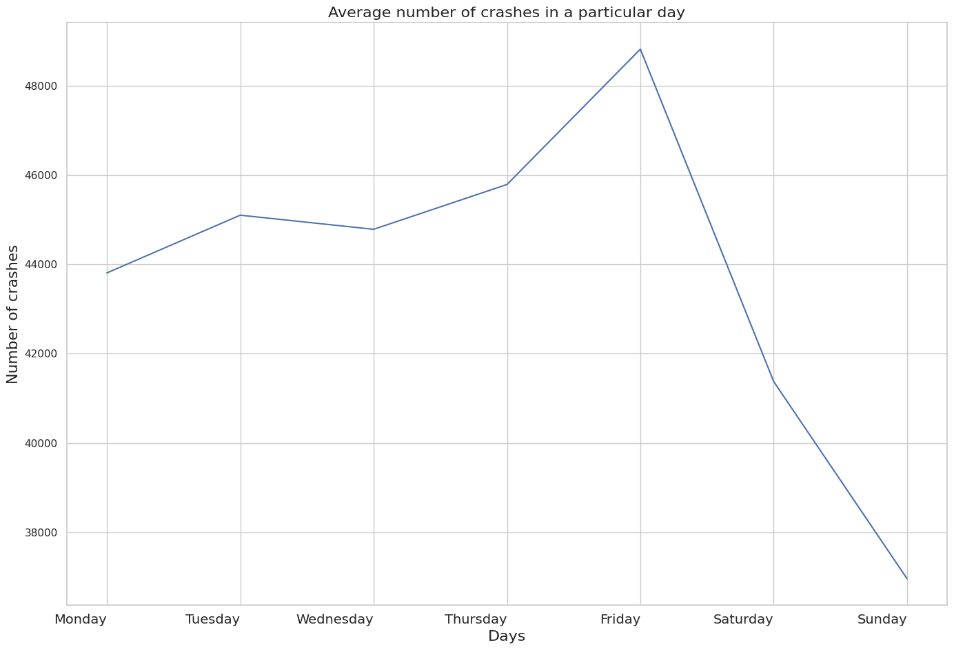 Average number of crashes in a particular day
Number of crashes
48000
46000
44000
42000
40000
38000
Monday Tuesday Wednesday Thursday Friday Saturday Sunday
Days